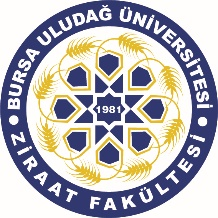 BURSA ULUDAĞ ÜNİVERSİTESİ
1981
ZİRAAT FAKÜLTESİ